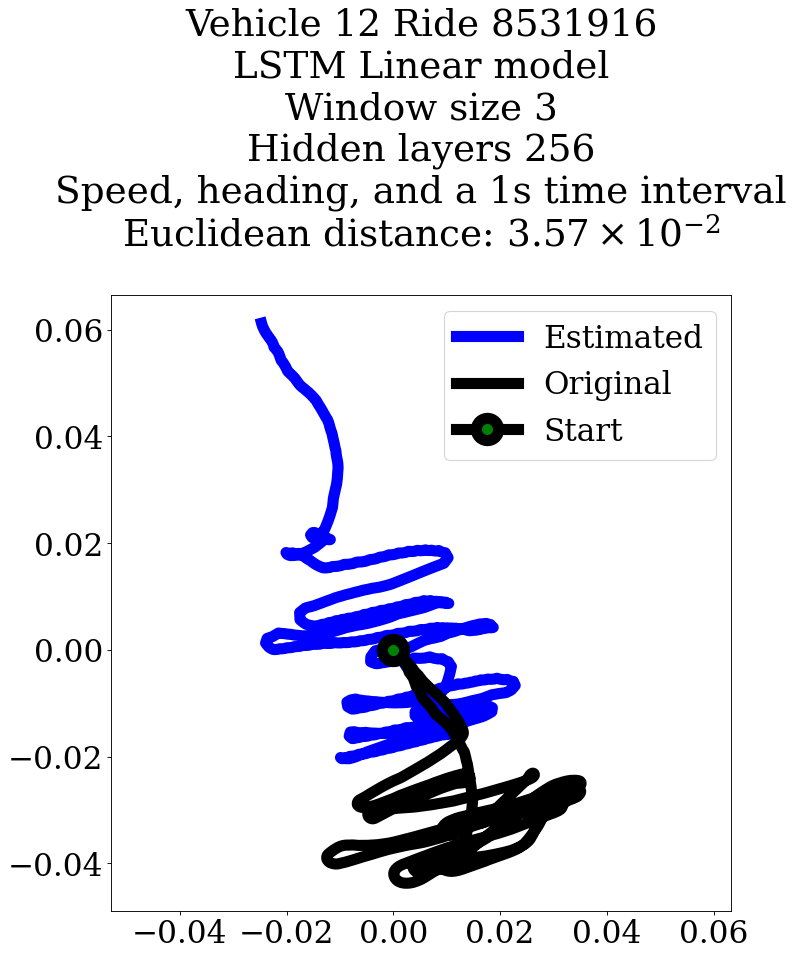 Vehicle 12 Ride 8531916
LSTM Linear model
Window size 3
Hidden layers 256
Speed, heading, and a 1s time interval
Euclidean distance: 3.57 × 10⁻²
Estimated
Original
Start
0.06
0.04
0.02
0.00
−0.02
−0.04
−0.04 −0.02 0.00 0.02 0.04 0.06